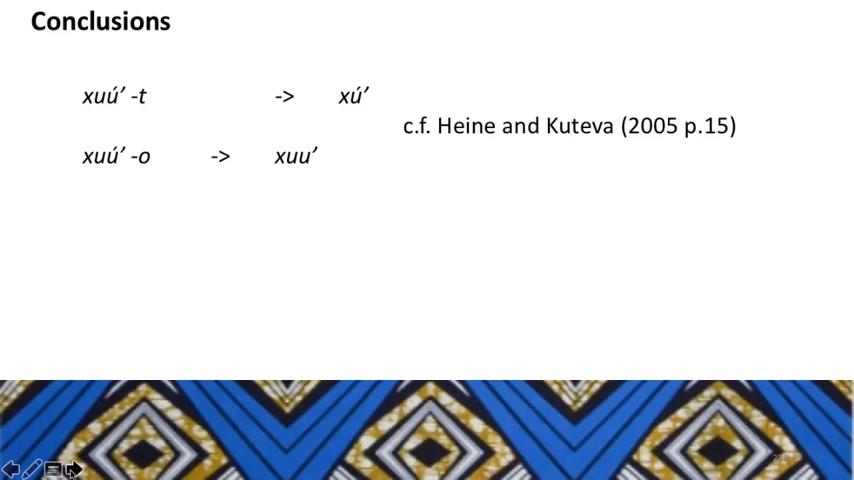 Conclusions
xuú’ -t -> xú’
c.f. Heine and Kuteva (2005 p.15)
xuú’ -o -> xuu’